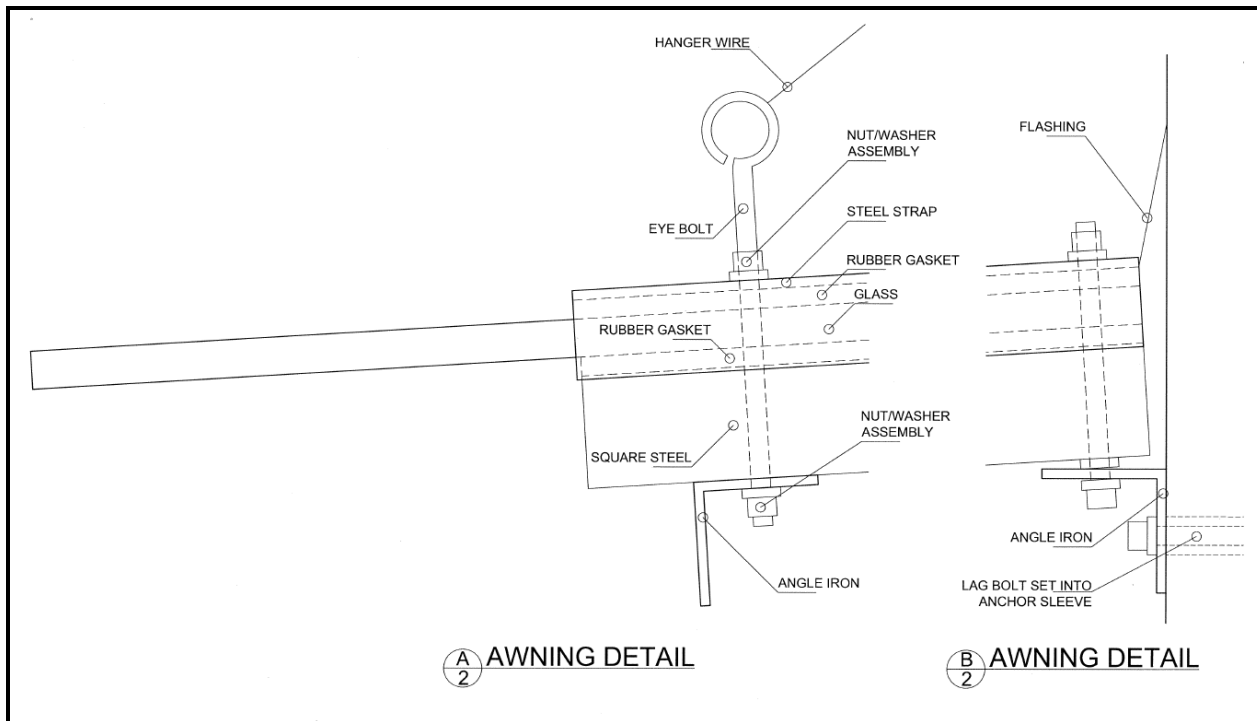 HANGER WIRE
NUT/WASHER
ASSEMBLY
FLASHING
EYE BOLT
STEEL STRAP
RUBBER GASKET
GLASS
RUBBER GASKET
NUT/WASHER
ASSEMBLY
SQUARE STEEL
ANGLE IRON
ANGLE IRON
LAG BOLT SET INTO
ANCHOR SLEEVE
A
2
AWNING DETAIL
B
2
AWNING DETAIL